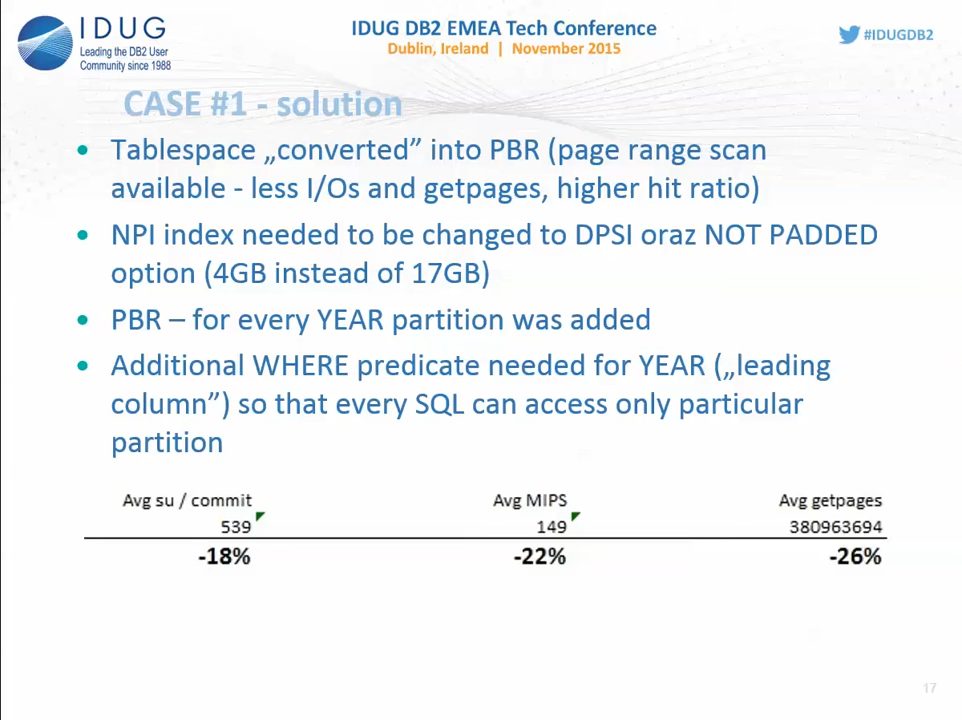 IDUG
Leading the DB2 User
Community since 1988
IDUG DB2 EMEA Tech Conference
Dublin, Ireland | November 2015
#IDUGDB2
CASE #1 - solution
• Tablespace „converted” into PBR (page range scan
available - less I/Os and getpages, higher hit ratio)
• NPI index needed to be changed to DPSI oraz NOT PADDED
option (4GB instead of 17GB)
• PBR – for every YEAR partition was added
• Additional WHERE predicate needed for YEAR („leading
column”) so that every SQL can access only particular
partition
Avg su / commit Avg MIPS Avg getpages
539 149 380963694
-18% -22% -26%
17